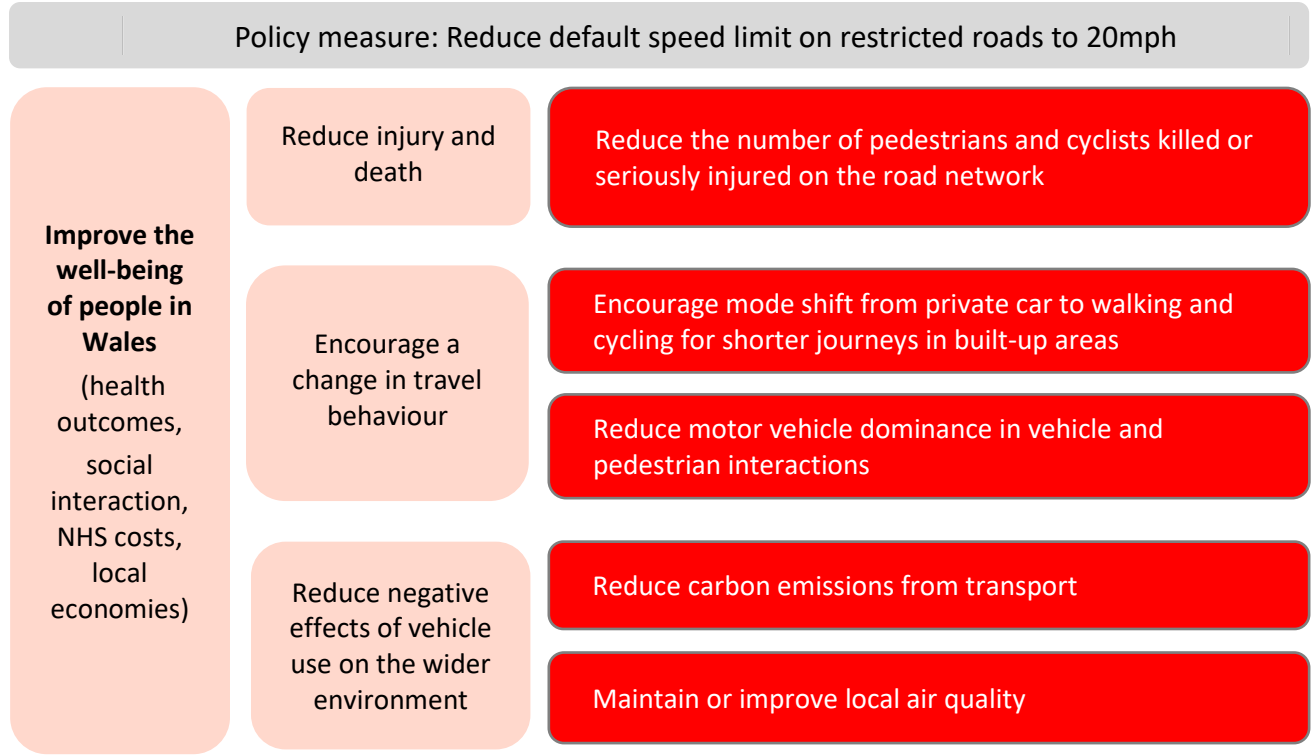 Policy measure: Reduce default speed limit on restricted roads to 20mph
Improve the
well-being
of people in
Wales
(health
outcomes,
social
interaction,
NHS costs,
local
economies)
Reduce injury and
death
Reduce the number of pedestrians and cyclists killed or
seriously injured on the road network
Encourage a
change in travel
behaviour
Encourage mode shift from private car to walking and
cycling for shorter journeys in built-up areas
Reduce motor vehicle dominance in vehicle and
pedestrian interactions
Reduce negative
effects of vehicle
use on the wider
environment
Reduce carbon emissions from transport
Maintain or improve local air quality